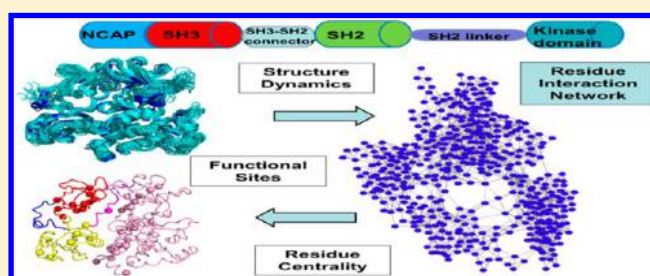 NCAP SH3 SH3-SH2 connector SH2 SH2 linker Kinase domain
Structure
Dynamics
Residue
Interaction
Network
Functional
Sites
Residue
Centrality